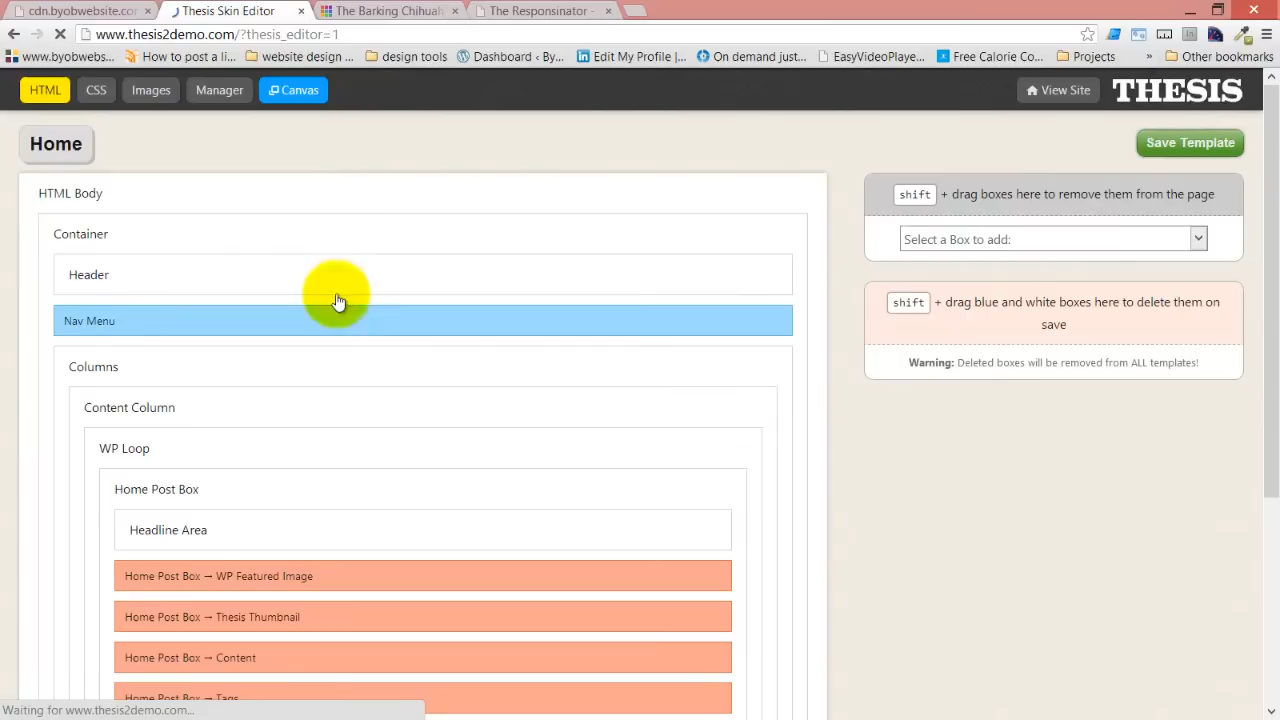 cdn.byobwebsite.co
Thesis Skin Editor
The Barking Chihual
The Responsinator -
www.thesis2demo.com/?thesis_editor=1
www.byobwebs...
How to post a li...
website design ...
design tools
Dashboard ‹ By...
Edit My Profile |...
On demand just...
EasyVideoPlaye...
Free Calorie Co...
Projects
»
Other bookmarks
HTML
CSS
Images
Manager
Canvas
View Site
THESIS
Home
Save Template
HTML Body
shift + drag boxes here to remove them from the page
Container
Select a Box to add:
Header
shift + drag blue and white boxes here to delete them on
save
Nav Menu
Warning: Deleted boxes will be removed from ALL templates!
Columns
Content Column
WP Loop
Home Post Box
Headline Area
Home Post Box → WP Featured Image
Home Post Box → Thesis Thumbnail
Home Post Box → Content
Home Post Box → Tags
Waiting for www.thesis2demo.com...